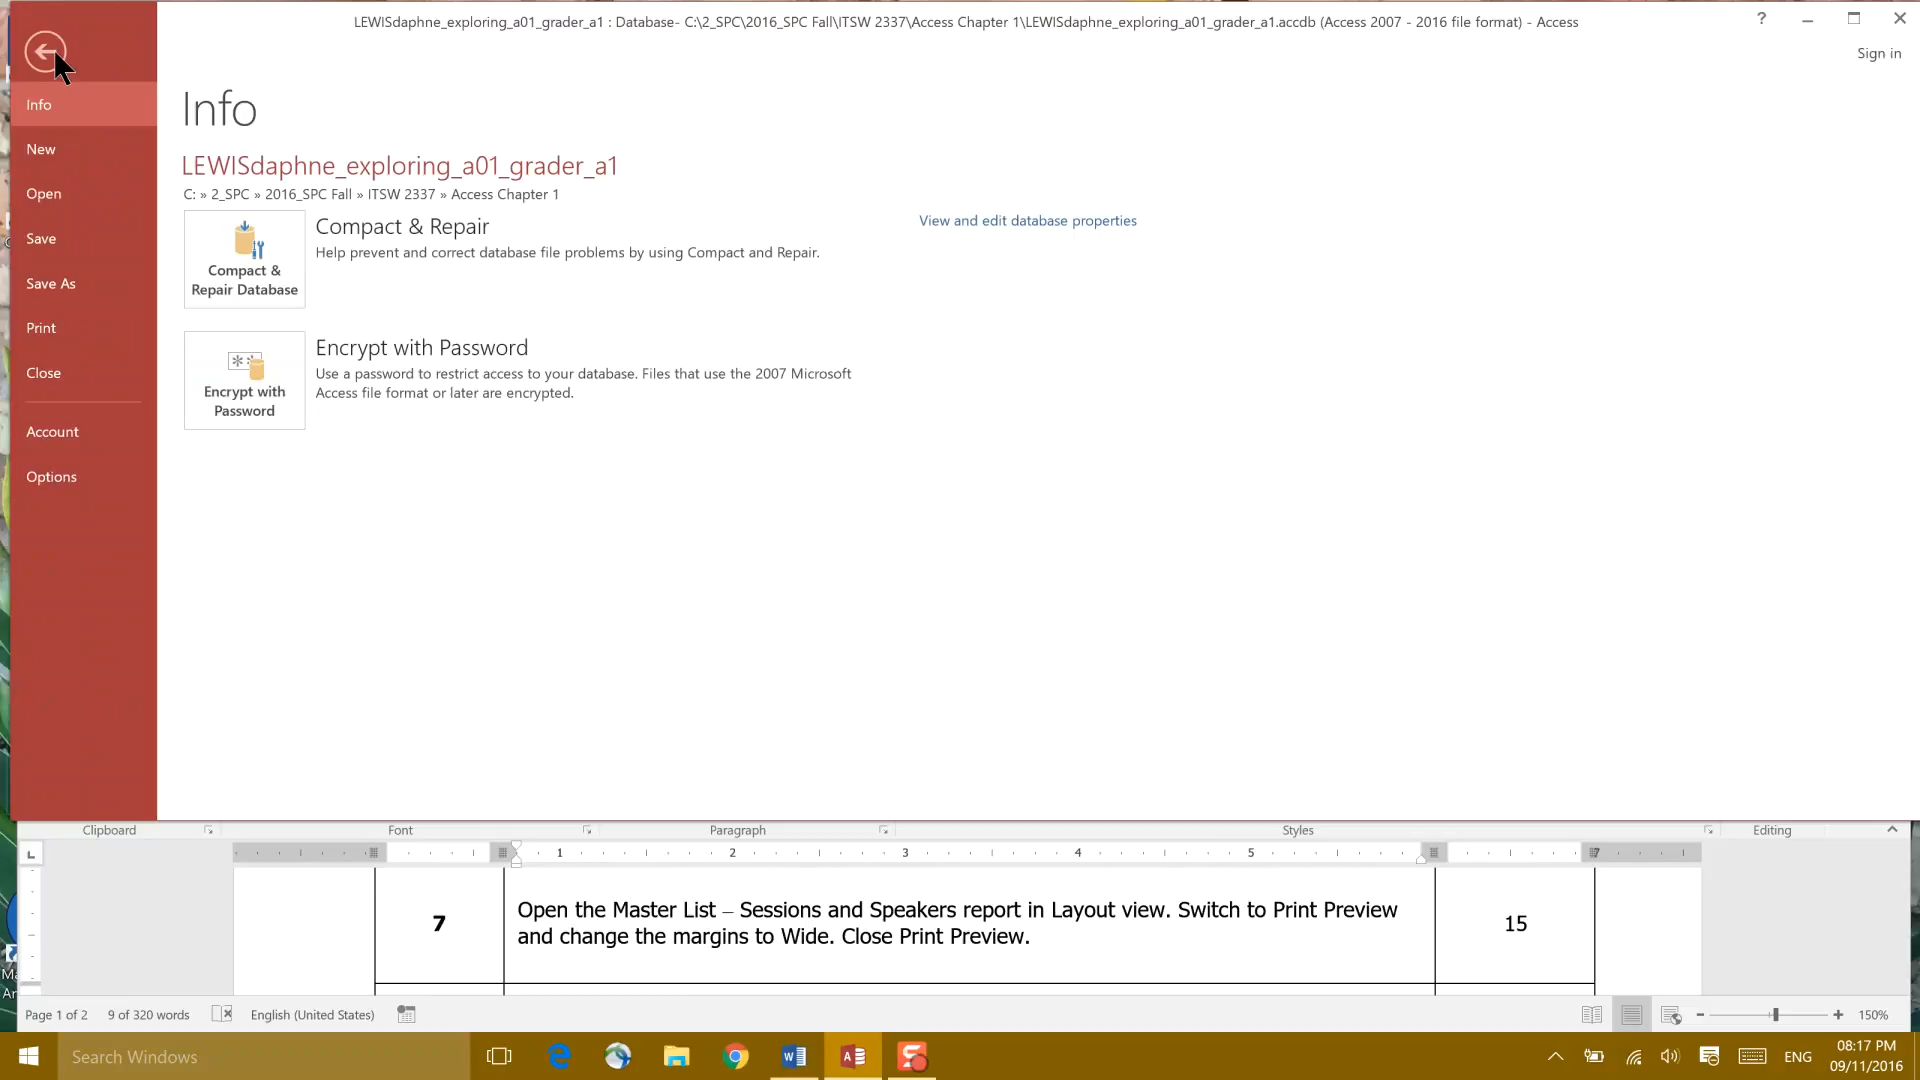 LEWISdaphne_exploring_a01_grader_a1 : Database- C:\2_SPC\2016_SPC Fall\ITSW 2337\Access Chapter 1\LEWISdaphne_exploring_a01_grader_a1.accdb (Access 2007 - 2016 file format) - Access
?
Sign in
Info
New
Open
Save
Save As
Print
Close
Account
Options
Info
LEWISdaphne_exploring_a01_grader_a1
C: » 2_SPC » 2016_SPC Fall » ITSW 2337 » Access Chapter 1
Compact &
Repair Database
Compact & Repair
Help prevent and correct database file problems by using Compact and Repair.
View and edit database properties
Encrypt with
Password
Encrypt with Password
Use a password to restrict access to your database. Files that use the 2007 Microsoft
Access file format or later are encrypted.
Clipboard Font Paragraph Styles Editing
1 2 3 4 5 7
7
Open the Master List – Sessions and Speakers report in Layout view. Switch to Print Preview
and change the margins to Wide. Close Print Preview.
15
Page 1 of 2 9 of 320 words English (United States) 150%
Search Windows
ENG
08:17 PM
09/11/2016